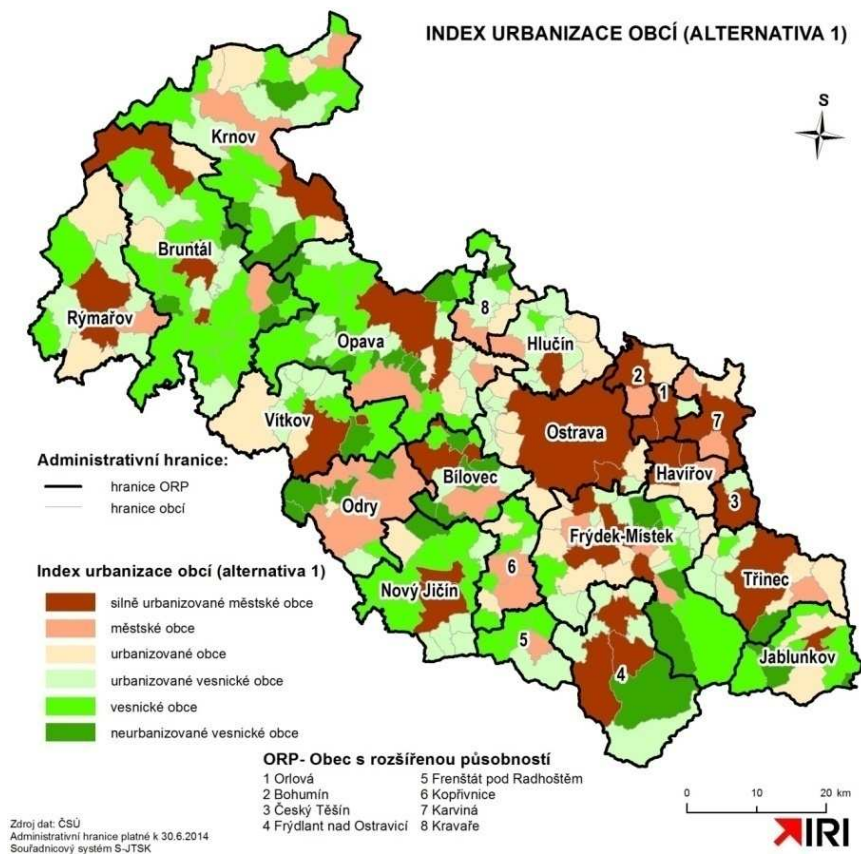 INDEX URBANIZACE OBCÍ (ALTERNATIVA 1)
S
Krnov
Bruntál
Rýmařov
8
Opava
Hlučín
2
1
7
Vítkov
Ostrava
Havířov
Bílovec
3
Odry
Frýdek-Místek
6
Třinec
Nový Jičín
5
4
Jablunkov
Administrativní hranice:
hranice ORP
hranice obcí
Index urbanizace obcí (alternativa 1)
silně urbanizované městské obce
městské obce
urbanizované obce
urbanizované vesnické obce
vesnické obce
neurbanizované vesnické obce
ORP- Obec s rozšířenou působností
1 Orlová
2 Bohumín
3 Český Těšín
4 Frýdlant nad Ostravicí
5 Frenštát pod Radhoštěm
6 Kopřivnice
7 Karviná
8 Kravaře
0 10 20 km
IRI
Zdroj dat: ČSÚ
Administrativní hranice platné k 30.6.2014
Souřadnicový systém S-JTSK